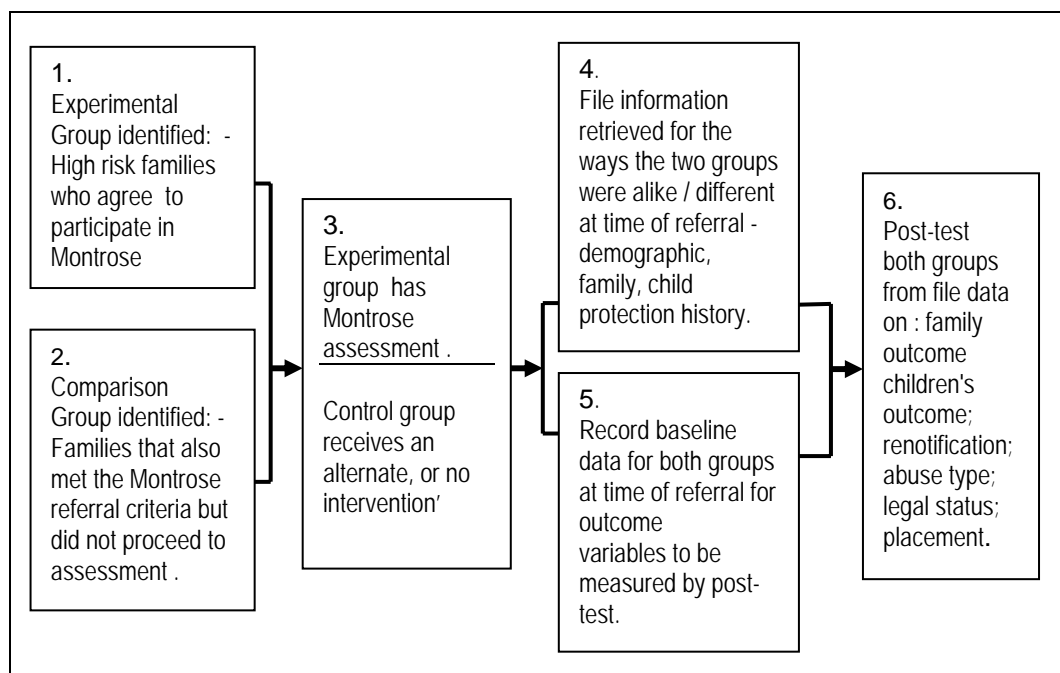 1.
Experimental
Group identified: -
High risk families
who agree to
participate in
Montrose
2.
Comparison
Group identified: -
Families that also
met the Montrose
referral criteria but
did not proceed to
assessment .
3.
Experimental
group has
Montrose
assessment .
Control group
receives an
alternate, or no
intervention’
4.
File information
retrieved for the
ways the two groups
were alike / different
at time of referral -
demographic,
family, child
protection history.
5.
Record baseline
data for both groups
at time of referral for
outcome
variables to be
measured by post-
test.
6.
Post-test
both groups
from file data
on : family
outcome
children's
outcome;
renotification;
abuse type;
legal status;
placement.